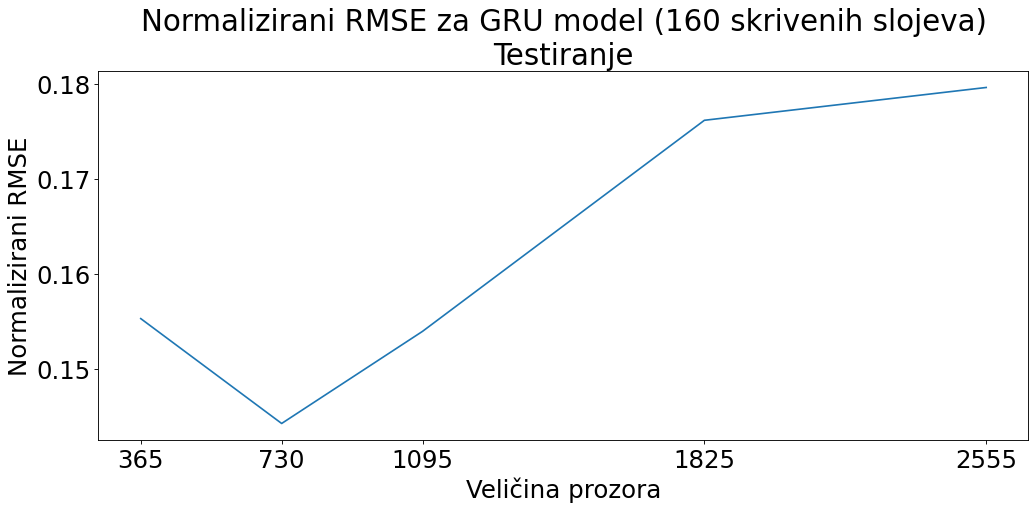 Normalizirani RMSE za GRU model (160 skrivenih slojeva)
Testiranje
Normalizirani RMSE
0.18
0.17
0.16
0.15
365 730 1095 1825 2555
Veličina prozora